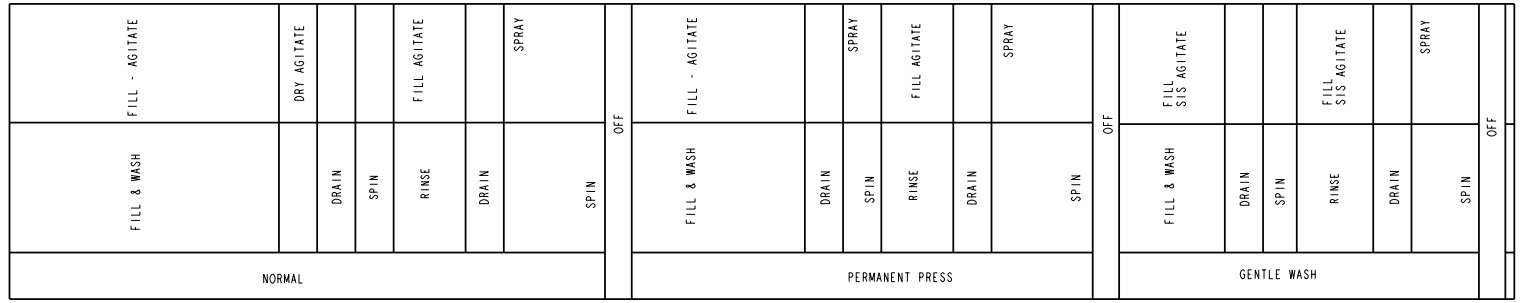 FILL - AGITATE
DRY AGITATE
FILL AGITATE
SPRAY
FILL & WASH
DRAIN
SPIN
RINSE
DRAIN
SPIN
NORMAL
OFF
FILL - AGITATE
SPRAY
FILL AGITATE
SPRAY
FILL & WASH
DRAIN
SPIN
RINSE
DRAIN
SPIN
PERMANENT PRESS
OFF
FILL
SIS AGITATE
FILL
SIS AGITATE
SPRAY
FILL & WASH
DRAIN
SPIN
RINSE
DRAIN
SPIN
GENTLE WASH
OFF